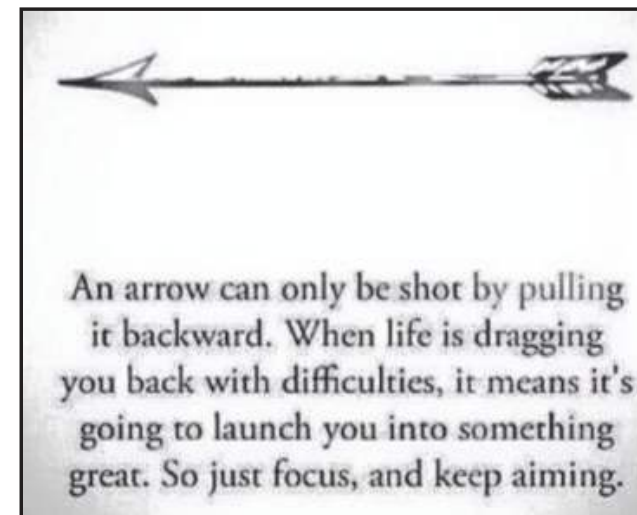 An arrow can only be shot by pulling
it backward. When life is dragging
you back with difficulties, it means it's
going to launch you into something
great. So just focus, and keep aiming.